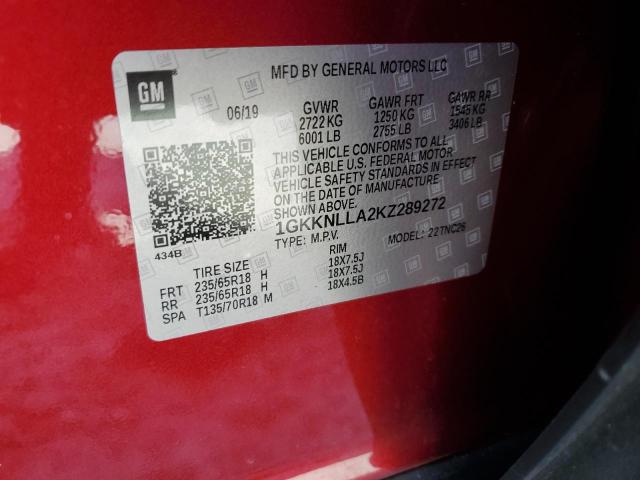 GM
MFD BY GENERAL MOTORS LLC
06/19 GVWR GAWR FRT GAWR RR
2722 KG 1250 KG 1545 KG
6001 LB 2755 LB 3406 LB
THIS VEHICLE CONFORMS TO ALL
APPLICABLE U.S. FEDERAL MOTOR
VEHICLE SAFETY STANDARDS IN EFFECT
ON THE DATE OF MANUFACTURE
SHOWN ABOVE.
1GKKNLLA2KZ289272
434B TYPE: M.P.V. MODEL: 22TNC26
TIRE SIZE RIM
FRT 235/65R18 H 18X7.5J
RR 235/65R18 H 18X7.5J
SPA T135/70R18 M 18X4.5B